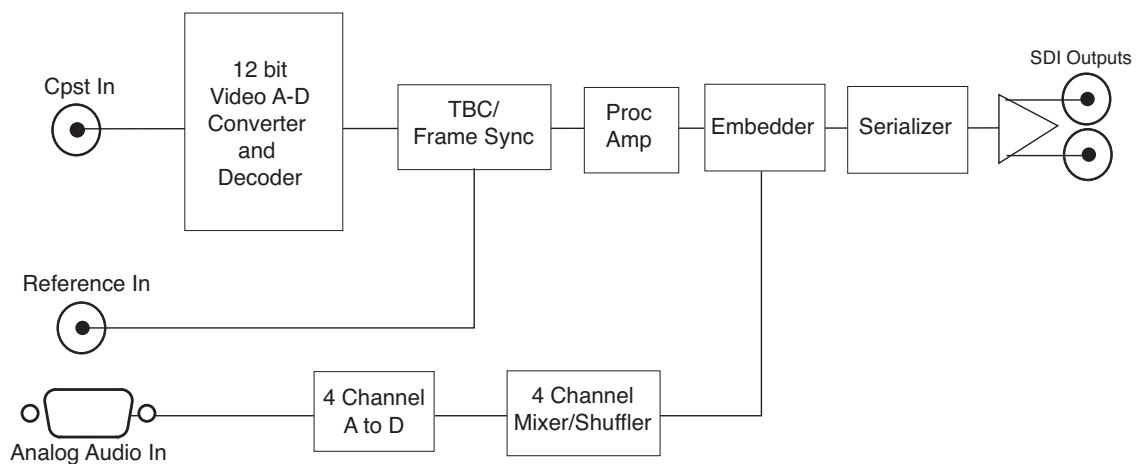 Cpst In
12 bit
Video A-D
Converter
and
Decoder
TBC/
Frame Sync
Proc
Amp
Embedder
Serializer
SDI Outputs
Reference In
Analog Audio In
4 Channel
A to D
4 Channel
Mixer/Shuffler